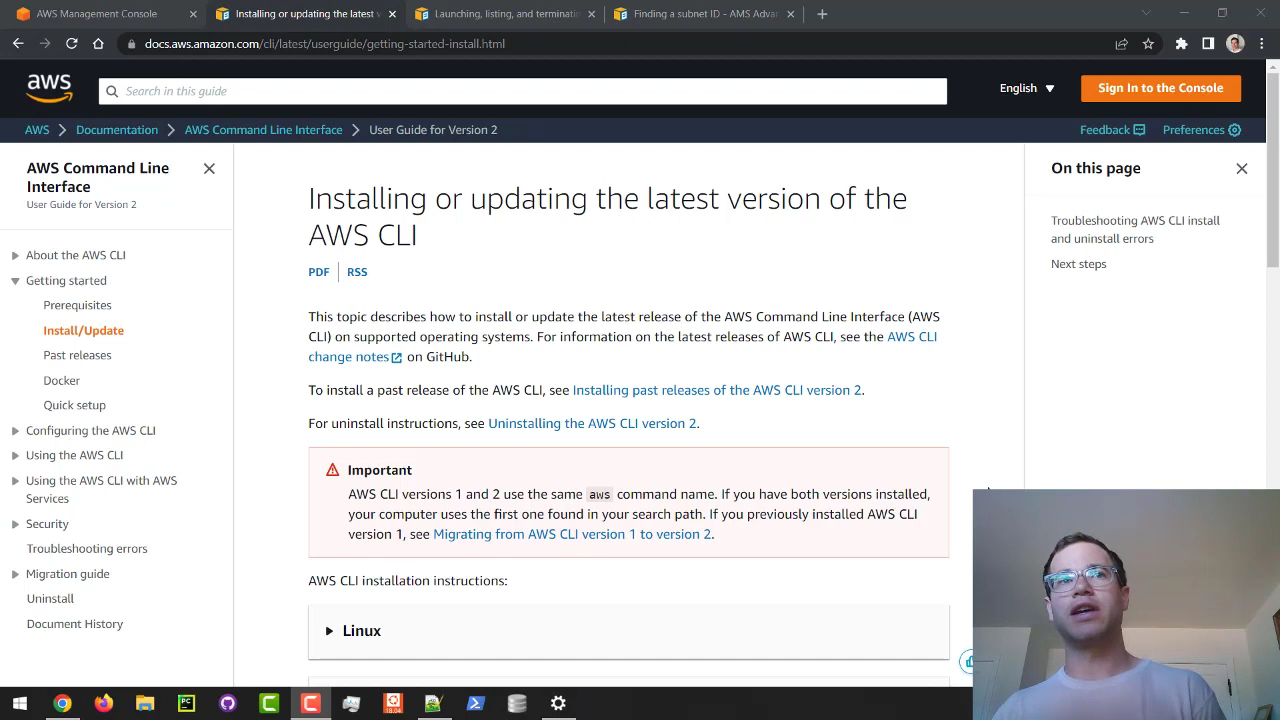 AWS Management Console
Installing or updating the latest v
Launching, listing, and terminatin
Finding a subnet ID - AMS Advan
docs.aws.amazon.com/cli/latest/userguide/getting-started-install.html
aws
Search in this guide
English
Sign In to the Console
AWS
Documentation
AWS Command Line Interface
User Guide for Version 2
Feedback
Preferences
AWS Command Line
Interface
User Guide for Version 2
About the AWS CLI
Getting started
Prerequisites
Install/Update
Past releases
Docker
Quick setup
Configuring the AWS CLI
Using the AWS CLI
Using the AWS CLI with AWS
Services
Security
Troubleshooting errors
Migration guide
Uninstall
Document History
Installing or updating the latest version of the
AWS CLI
PDF
RSS
This topic describes how to install or update the latest release of the AWS Command Line Interface (AWS
CLI) on supported operating systems. For information on the latest releases of AWS CLI, see the AWS CLI
change notes on GitHub.
To install a past release of the AWS CLI, see Installing past releases of the AWS CLI version 2.
For uninstall instructions, see Uninstalling the AWS CLI version 2.
Important
AWS CLI versions 1 and 2 use the same aws command name. If you have both versions installed,
your computer uses the first one found in your search path. If you previously installed AWS CLI
version 1, see Migrating from AWS CLI version 1 to version 2.
AWS CLI installation instructions:
Linux
On this page
Troubleshooting AWS CLI install
and uninstall errors
Next steps
PC
C
C
18.04